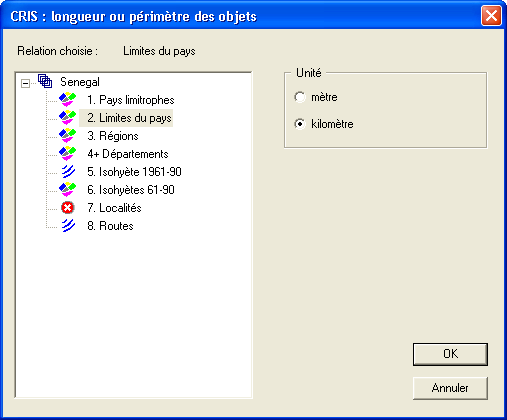 CRIS : longueur ou périmètre des objets
Relation choisie : Limites du pays
Senegal
1. Pays limitrophes
2. Limites du pays
3. Régions
4+ Départements
5. Isohyète 1961-90
6. Isohyètes 61-90
7. Localités
8. Routes
Unité
mètre
kilomètre
OK
Annuler